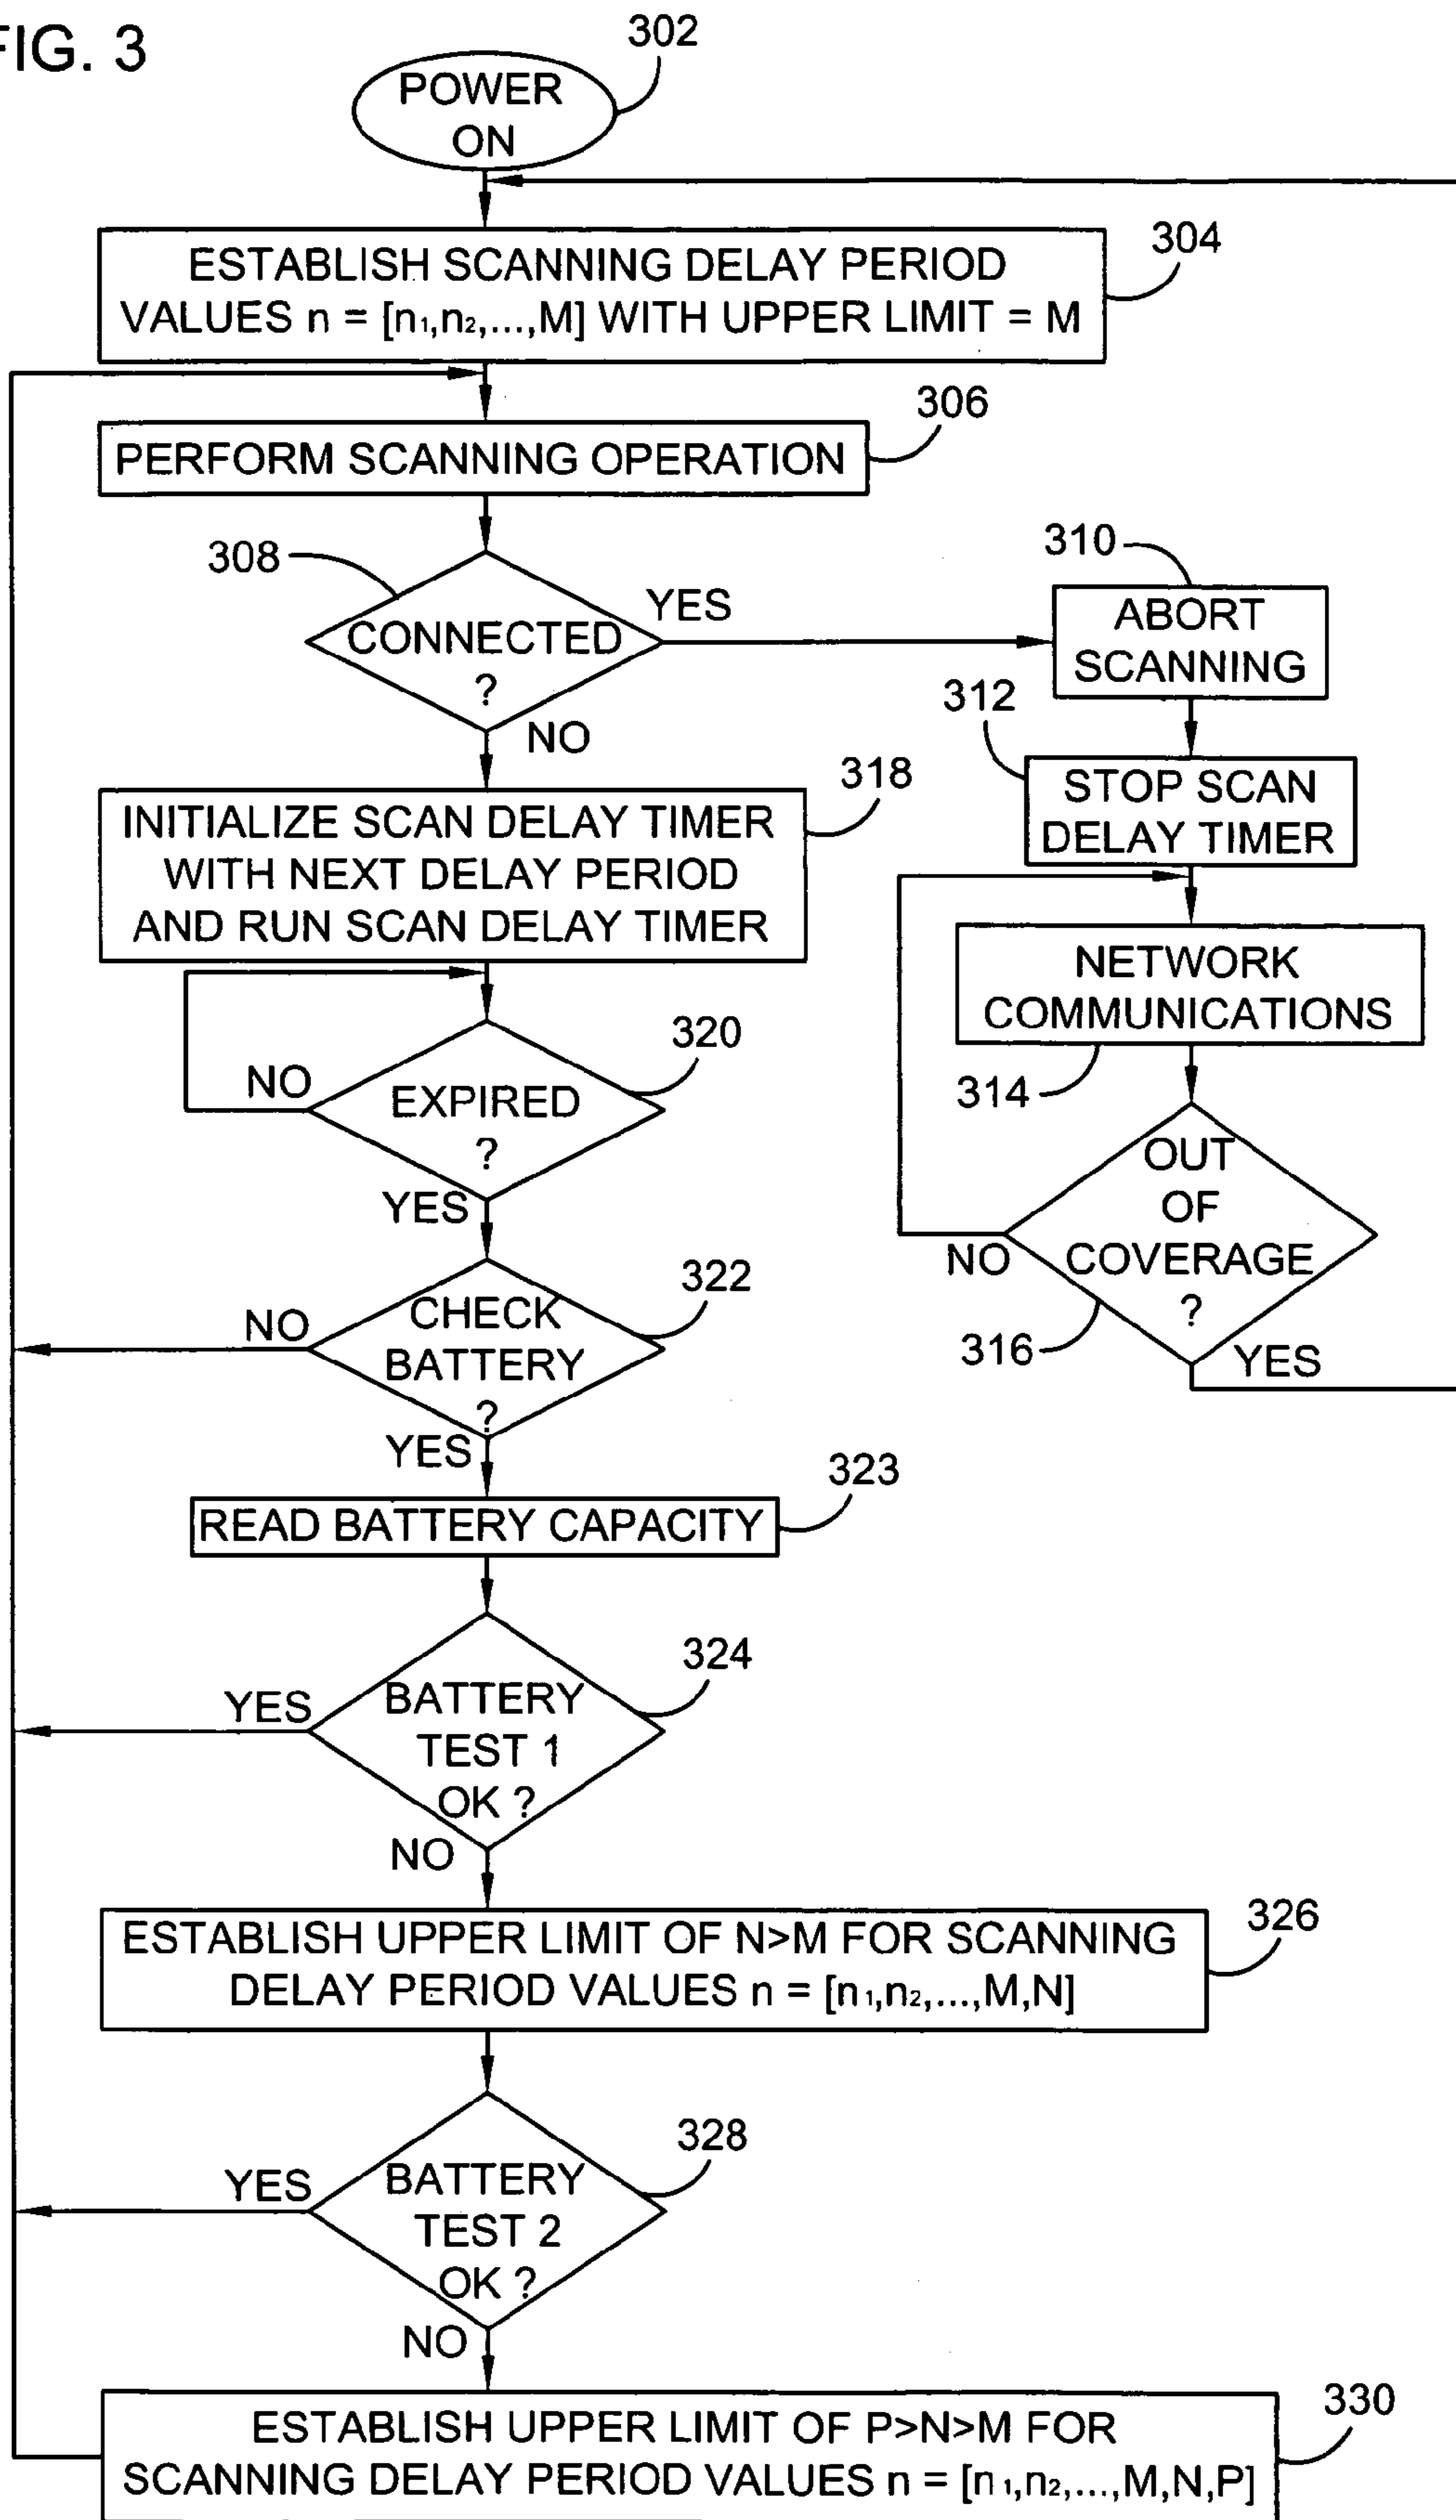 FIG. 3
302
POWER
ON
304
ESTABLISH SCANNING DELAY PERIOD
VALUES n = [n1,n2,...,M] WITH UPPER LIMIT = M
306
PERFORM SCANNING OPERATION
308
CONNECTED
?
YES
NO
310
ABORT
SCANNING
312
STOP SCAN
DELAY TIMER
318
INITIALIZE SCAN DELAY TIMER
WITH NEXT DELAY PERIOD
AND RUN SCAN DELAY TIMER
NETWORK
COMMUNICATIONS
314
320
NO
EXPIRED
?
YES
OUT
OF
COVERAGE
?
NO
316
YES
322
NO
CHECK
BATTERY
?
YES
323
READ BATTERY CAPACITY
324
YES
BATTERY
TEST 1
OK ?
NO
326
ESTABLISH UPPER LIMIT OF N>M FOR SCANNING
DELAY PERIOD VALUES n = [n1,n2,...,M,N]
328
YES
BATTERY
TEST 2
OK ?
NO
330
ESTABLISH UPPER LIMIT OF P>N>M FOR
SCANNING DELAY PERIOD VALUES n = [n1,n2,...,M,N,P]